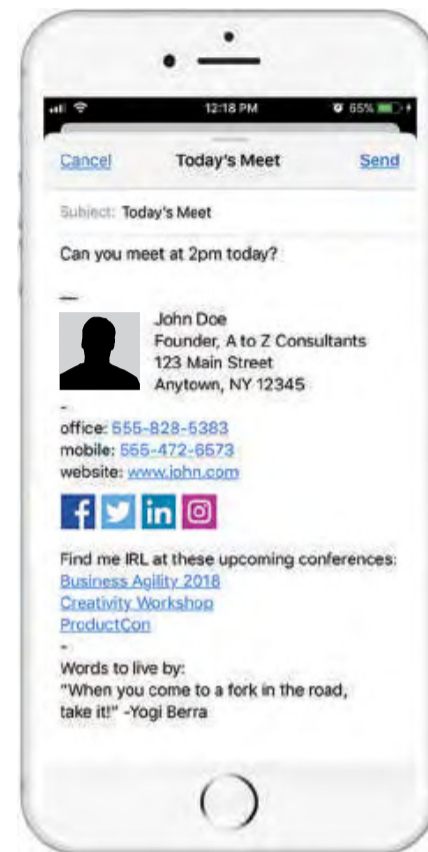 12:18 PM 65%
Cancel Today's Meet Send
Subject: Today's Meet
Can you meet at 2pm today?
—
John Doe
Founder, A to Z Consultants
123 Main Street
Anytown, NY 12345
-
office: 555-828-5383
mobile: 555-472-6573
website: www.john.com
f in
Find me IRL at these upcoming conferences:
Business Agility 2018
Creativity Workshop
ProductCon
-
Words to live by:
"When you come to a fork in the road,
take it!" -Yogi Berra